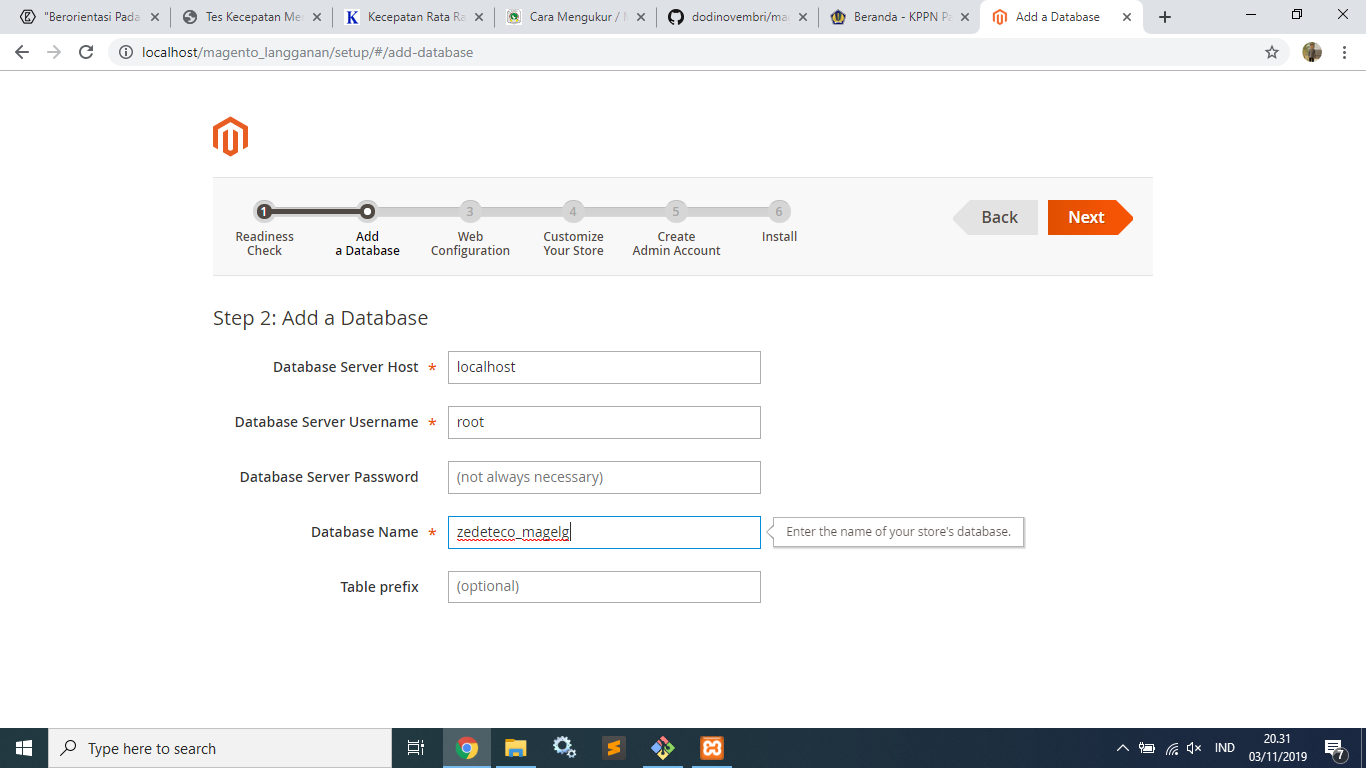 "Berorientasi Pada
Tes Kecepatan Me
Kecepatan Rata Ra
Cara Mengukur /
dodinovembri/ma
Beranda - KPPN P
Add a Database
localhost/magento_langganan/setup/#/add-database
1
3
4
5
6
Readiness
Check
Add
a Database
Web
Configuration
Customize
Your Store
Create
Admin Account
Install
Back
Next
Step 2: Add a Database
Database Server Host *
localhost
Database Server Username *
root
Database Server Password
(not always necessary)
Database Name *
zedeteco_magelg
Enter the name of your store's database.
Table prefix
(optional)
Type here to search
IND
20.31
03/11/2019
7